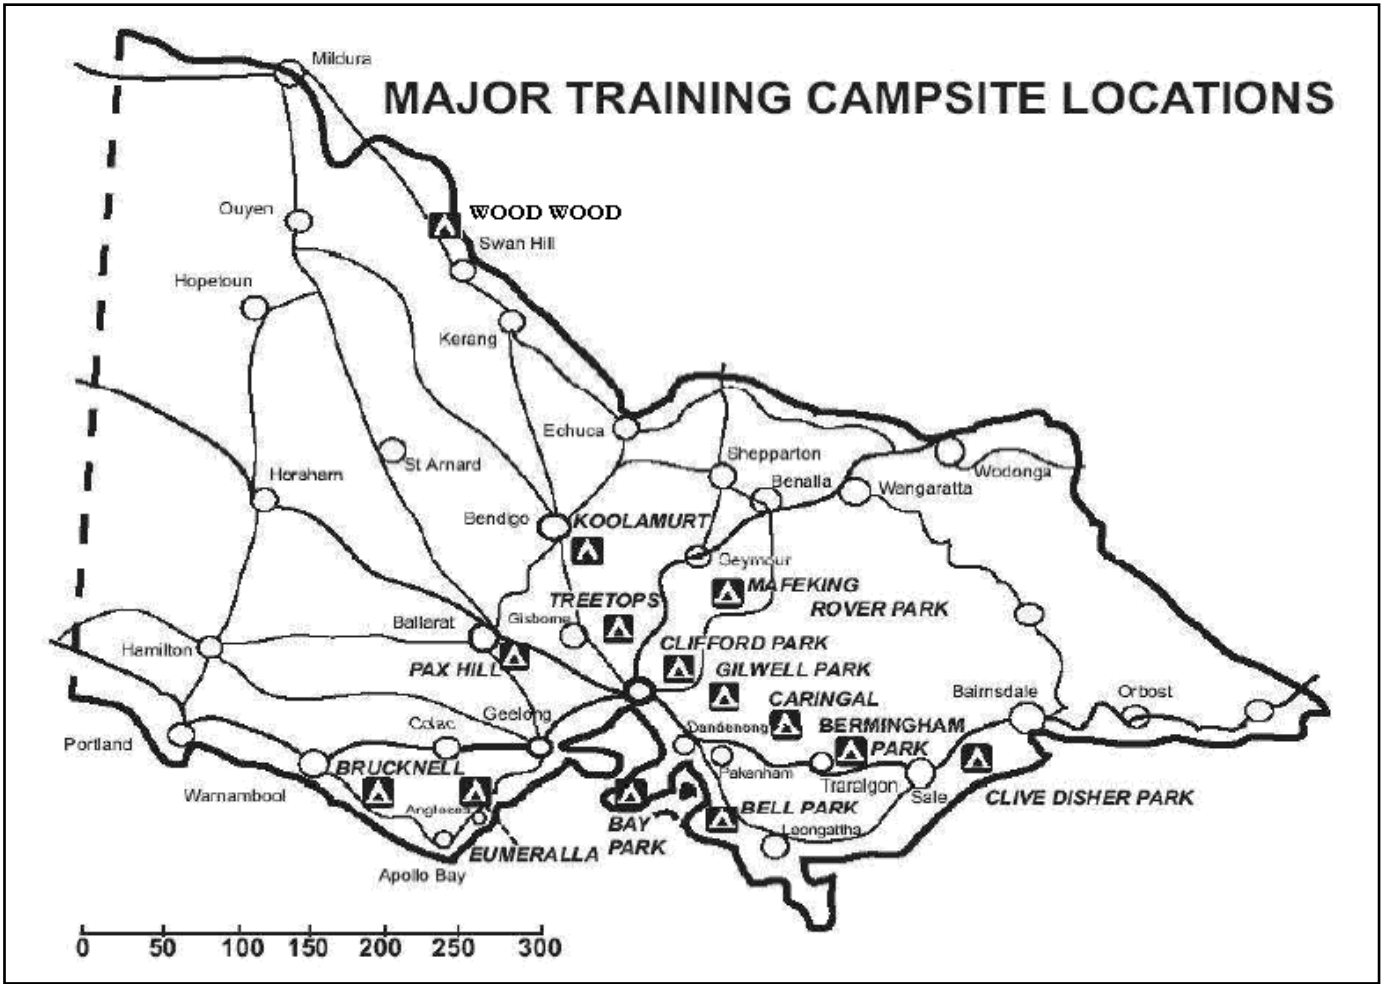 Mildura
MAJOR TRAINING CAMPSITE LOCATIONS
Ouyen
WOOD WOOD
Swan Hill
Hopetoun
Kerang
Echuca
Shepparton
St Arnard
Wodonga
Horsham
Benalla
Wangaratta
Bendigo
KOOLAMURT
Seymour
MAFEKING
ROVER PARK
TREETOPS
Ballarat
Gisborne
CLIFFORD PARK
Hamilton
PAX HILL
GILWELL PARK
CARINGAL
Bairnsdale
Orbost
Geelong
Colac
Dandenong
BERMINGHAM
PARK
Portland
BRUCKNELL
Pakenham
Traralgon
Sale
CLIVE DISHER PARK
Warnambool
Anglesea
BELL PARK
BAY
PARK
Leongattha
EUMERALLA
Apollo Bay
0 50 100 150 200 250 300